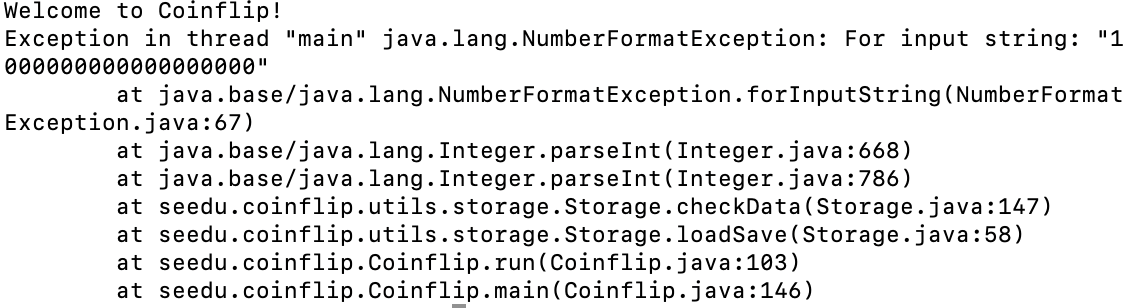 Welcome to Coinflip!
Exception in thread "main" java.lang.NumberFormatException: For input string: "1
000000000000000000"
at java.base/java.lang.NumberFormatException.forInputString(NumberFormat
Exception.java:67)
at java.base/java.lang.Integer.parseInt(Integer.java:668)
at java.base/java.lang.Integer.parseInt(Integer.java:786)
at seedu.coinflip.utils.storage.Storage.checkData(Storage.java:147)
at seedu.coinflip.utils.storage.Storage.loadSave(Storage.java:58)
at seedu.coinflip.Coinflip.run(Coinflip.java:103)
at seedu.coinflip.Coinflip.main(Coinflip.java:146)